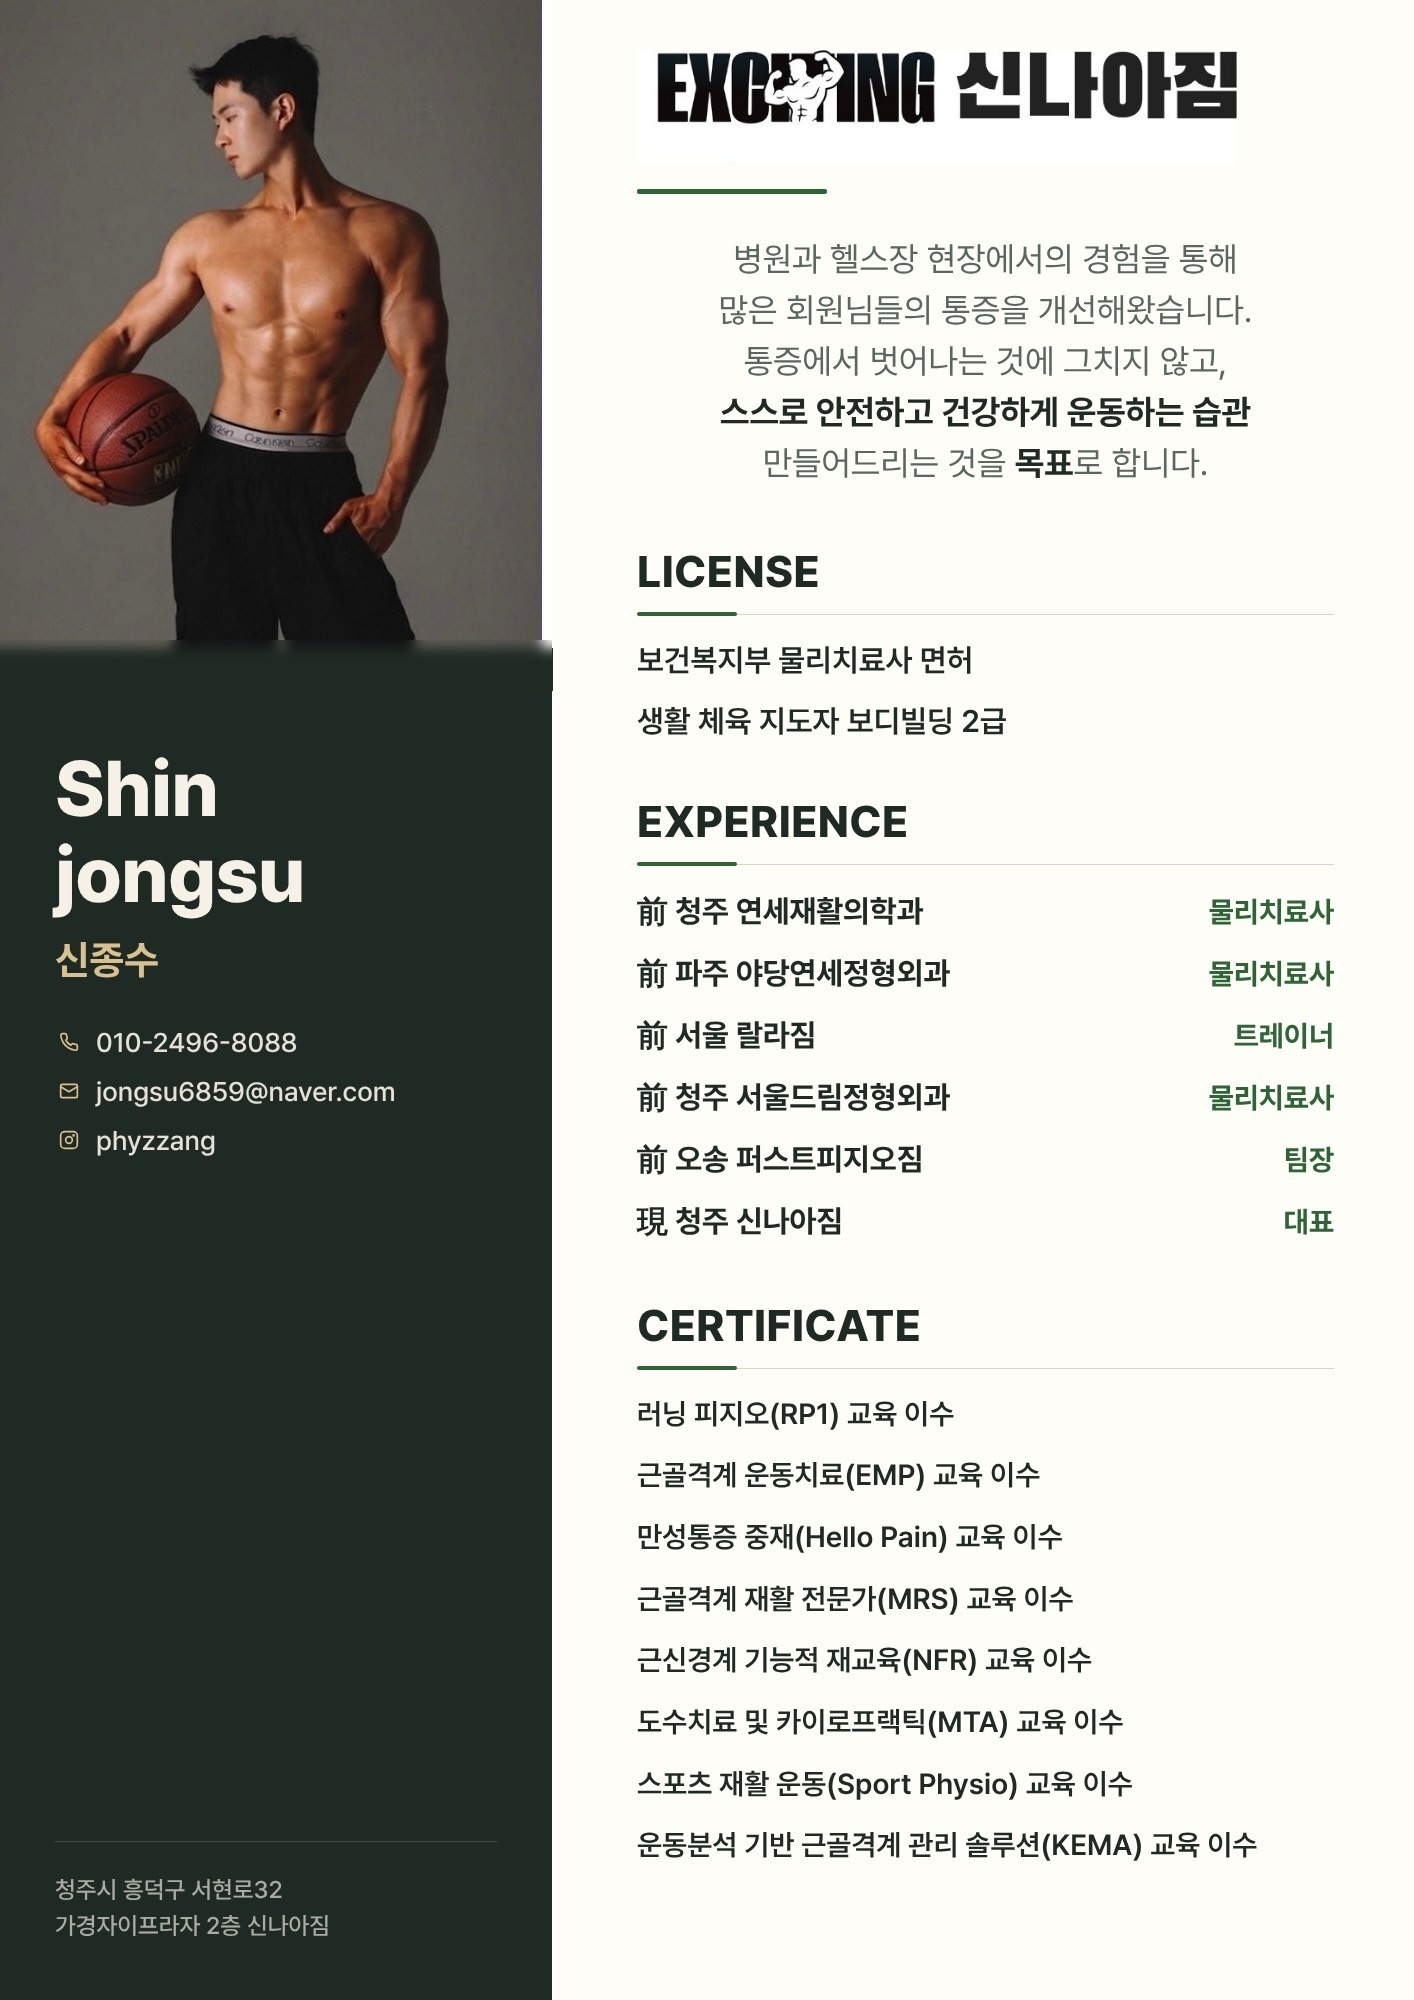 EXCITING 신나아짐
병원과 헬스장 현장에서의 경험을 통해
많은 회원님들의 통증을 개선해왔습니다.
통증에서 벗어나는 것에 그치지 않고,
스스로 안전하고 건강하게 운동하는 습관
만들어드리는 것을 목표로 합니다.
SPALDING
Calvin Klein
Shin
jongsu
신종수
010-2496-8088
jongsu6859@naver.com
phyzzang
청주시 흥덕구 서현로32
가경자이프라자 2층 신나아짐
LICENSE
보건복지부 물리치료사 면허
생활 체육 지도자 보디빌딩 2급
EXPERIENCE
前 청주 연세재활의학과 물리치료사
前 파주 야당연세정형외과 물리치료사
前 서울 랄라짐 트레이너
前 청주 서울드림정형외과 물리치료사
前 오송 퍼스트피지오짐 팀장
現 청주 신나아짐 대표
CERTIFICATE
러닝 피지오(RP1) 교육 이수
근골격계 운동치료(EMP) 교육 이수
만성통증 중재(Hello Pain) 교육 이수
근골격계 재활 전문가(MRS) 교육 이수
근신경계 기능적 재교육(NFR) 교육 이수
도수치료 및 카이로프랙틱(MTA) 교육 이수
스포츠 재활 운동(Sport Physio) 교육 이수
운동분석 기반 근골격계 관리 솔루션(KEMA) 교육 이수